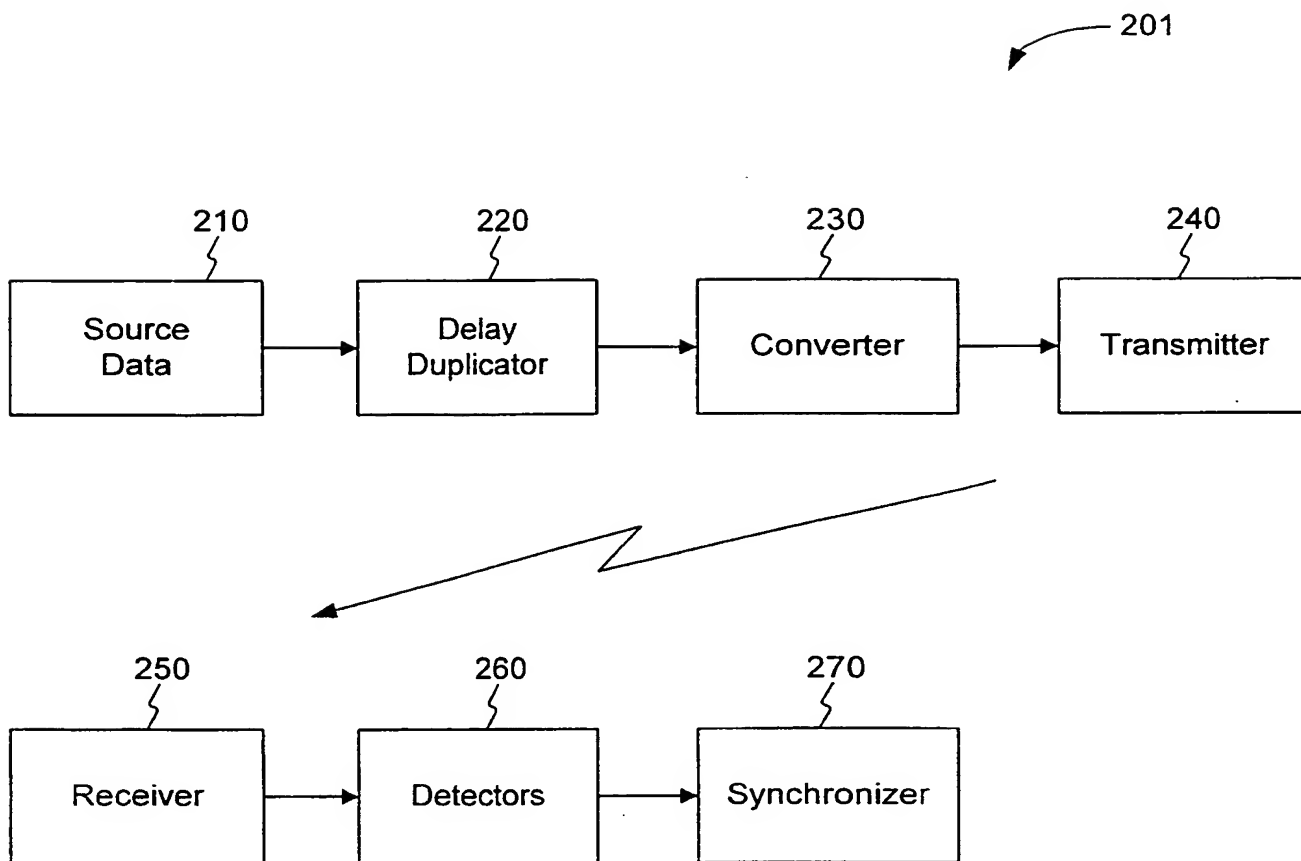 201
210
220
230
240
Source
Data
Delay
Duplicator
Converter
Transmitter
250
260
270
Receiver
Detectors
Synchronizer